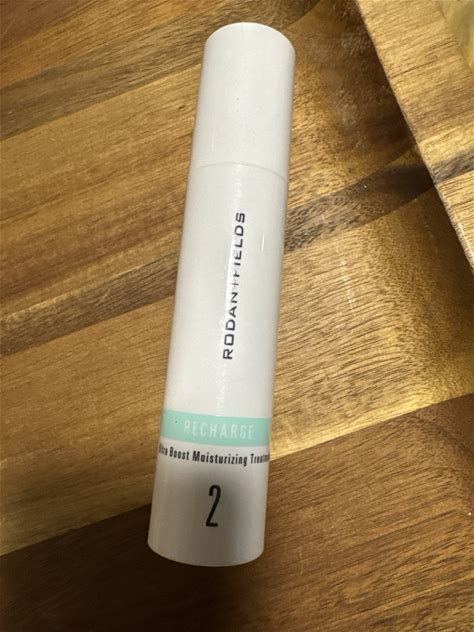 RODAN+FIELDS
RECHARGE
Boost Moisturizing
2